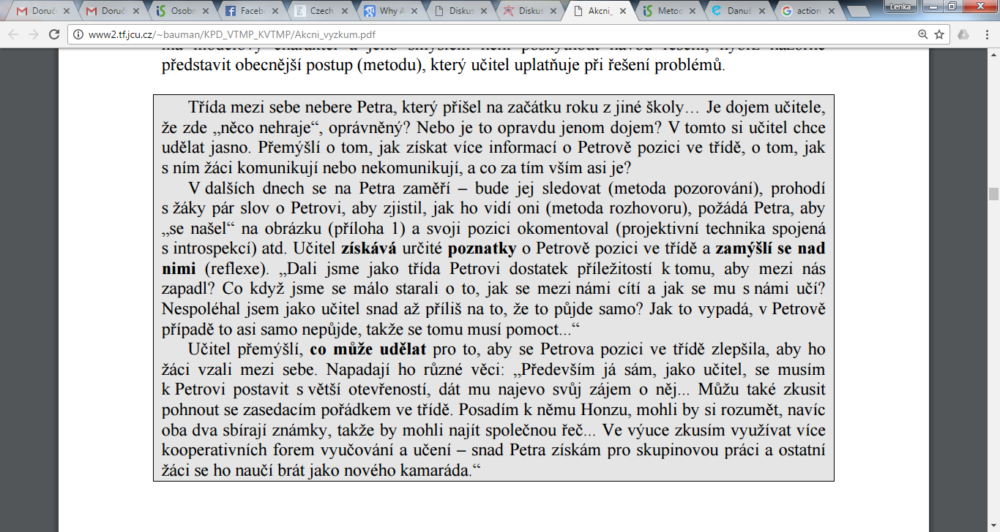 Doruč
Doruč
Osobn
Faceb
Czech
Why A
Diskus
Diskus
Akcni_
Metod
Danuš
action
Lenka
www2.tf.jcu.cz/~bauman/KPD_VTMP_KVTMP/Akcni_vyzkum.pdf
představit obecnější postup (metodu), který učitel uplatňuje při řešení problémů.
Třída mezi sebe nebere Petra, který přišel na začátku roku z jiné školy… Je dojem učitele,
že zde „něco nehraje“, oprávněný? Nebo je to opravdu jenom dojem? V tomto si učitel chce
udělat jasno. Přemýšlí o tom, jak získat více informací o Petrově pozici ve třídě, o tom, jak
s ním žáci komunikují nebo nekomunikují, a co za tím vším asi je?
V dalších dnech se na Petra zaměří – bude jej sledovat (metoda pozorování), prohodí
s žáky pár slov o Petrovi, aby zjistil, jak ho vidí oni (metoda rozhovoru), požádá Petra, aby
„se našel“ na obrázku (příloha 1) a svoji pozici okomentoval (projektivní technika spojená
s introspekcí) atd. Učitel získává určité poznatky o Petrově pozici ve třídě a zamýšlí se nad
nimi (reflexe). „Dali jsme jako třída Petrovi dostatek příležitostí k tomu, aby mezi nás
zapadl? Co když jsme se málo starali o to, jak se mezi námi cítí a jak se mu s námi učí?
Nespoléhal jsem jako učitel snad až příliš na to, že to půjde samo? Jak to vypadá, v Petrově
případě to asi samo nepůjde, takže se tomu musí pomoct...“
Učitel přemýšlí, co může udělat pro to, aby se Petrova pozici ve třídě zlepšila, aby ho
žáci vzali mezi sebe. Napadají ho různé věci: „Především já sám, jako učitel, se musím
k Petrovi postavit s větší otevřeností, dát mu najevo svůj zájem o něj... Můžu také zkusit
pohnout se zasedacím pořádkem ve třídě. Posadím k němu Honzu, mohli by si rozumět, navíc
oba dva sbírají známky, takže by mohli najít společnou řeč... Ve výuce zkusím využívat více
kooperativních forem vyučování a učení – snad Petra získám pro skupinovou práci a ostatní
žáci se ho naučí brát jako nového kamaráda.“